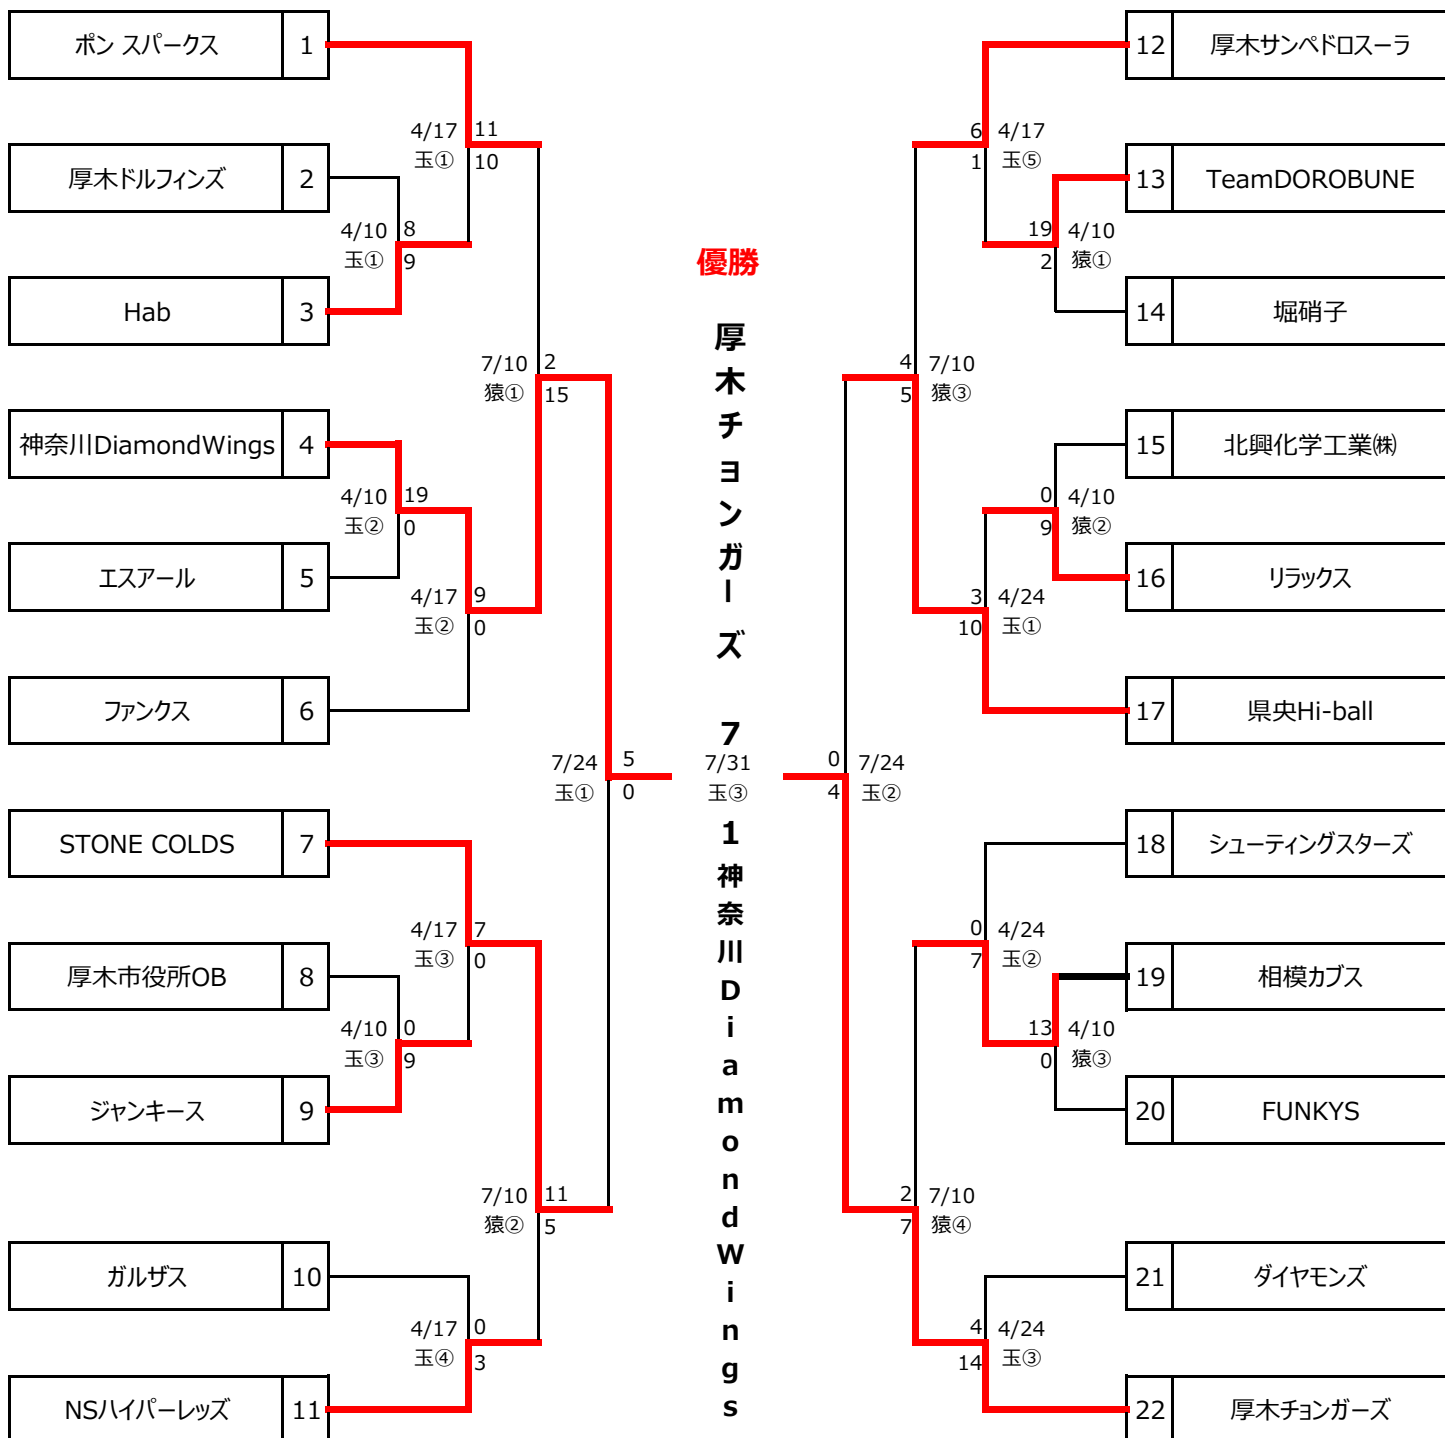 ポン スパークス 1
厚木ドルフィンズ 2
Hab 3
神奈川DiamondWings 4
エスアール 5
ファンクス 6
STONE COLDS 7
厚木市役所OB 8
ジャンキース 9
ガルザス 10
NSハイパーレッズ 11
4/10 8
玉① 9
4/10 19
玉② 0
4/10 0
玉③ 9
4/17 11
玉① 10
4/17 9
玉② 0
4/17 7
玉③ 0
4/17 0
玉④ 3
7/10 2
猿① 15
7/10 11
猿② 5
7/24 5
玉① 0
優勝
厚木チョンガーズ
7
7/31
玉③
1
神奈川DiamondWings
0 7/24
4 玉②
4 7/10
5 猿③
2 7/10
7 猿④
6 4/17
1 玉⑤
3 4/24
10 玉①
0 4/24
7 玉②
4 4/24
14 玉③
19 4/10
2 猿①
0 4/10
9 猿②
13 4/10
0 猿③
12 厚木サンペドロスーラ
13 TeamDOROBUNE
14 堀硝子
15 北興化学工業㈱
16 リラックス
17 県央Hi-ball
18 シューティングスターズ
19 相模カブス
20 FUNKYS
21 ダイヤモンズ
22 厚木チョンガーズ